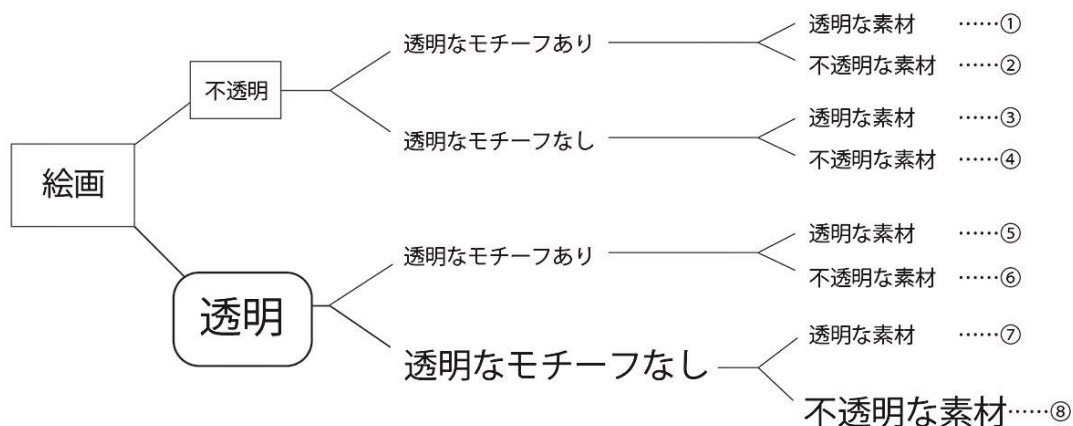 絵画
不透明
透明なモチーフあり
透明な素材 ……①
不透明な素材 ……②
透明なモチーフなし
透明な素材 ……③
不透明な素材 ……④
透明
透明なモチーフあり
透明な素材 ……⑤
不透明な素材 ……⑥
透明なモチーフなし
透明な素材 ……⑦
不透明な素材……⑧